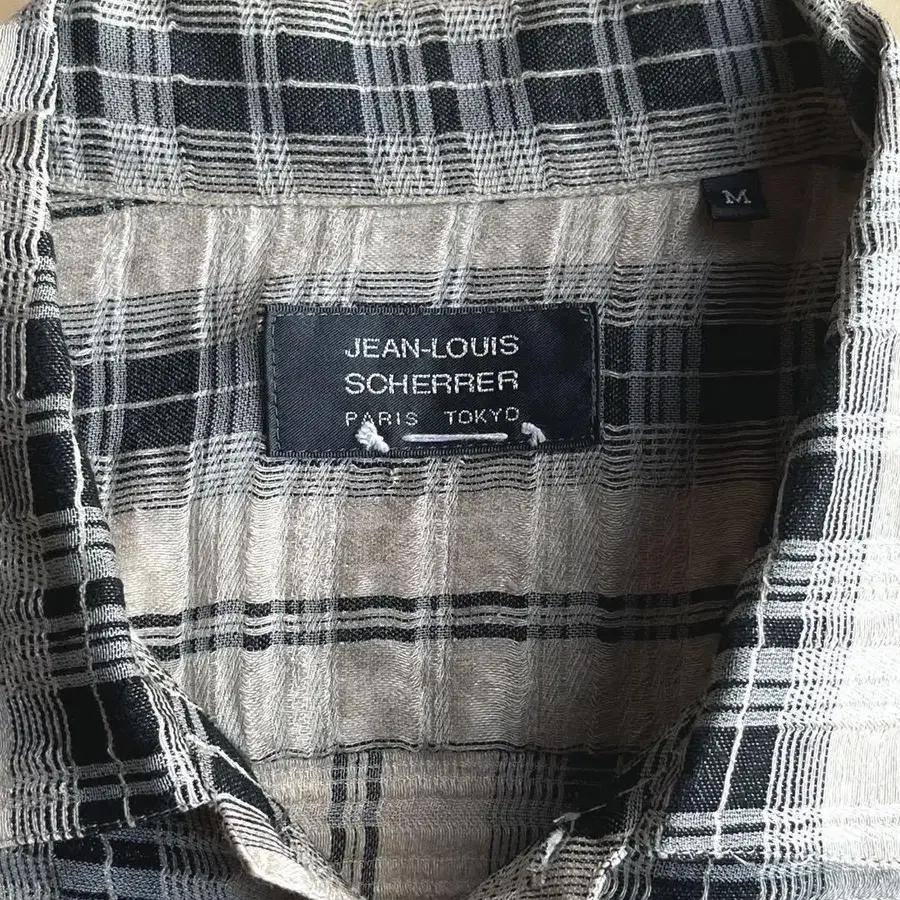 M
JEAN-LOUIS
SCHERRER
PARIS TOKYO